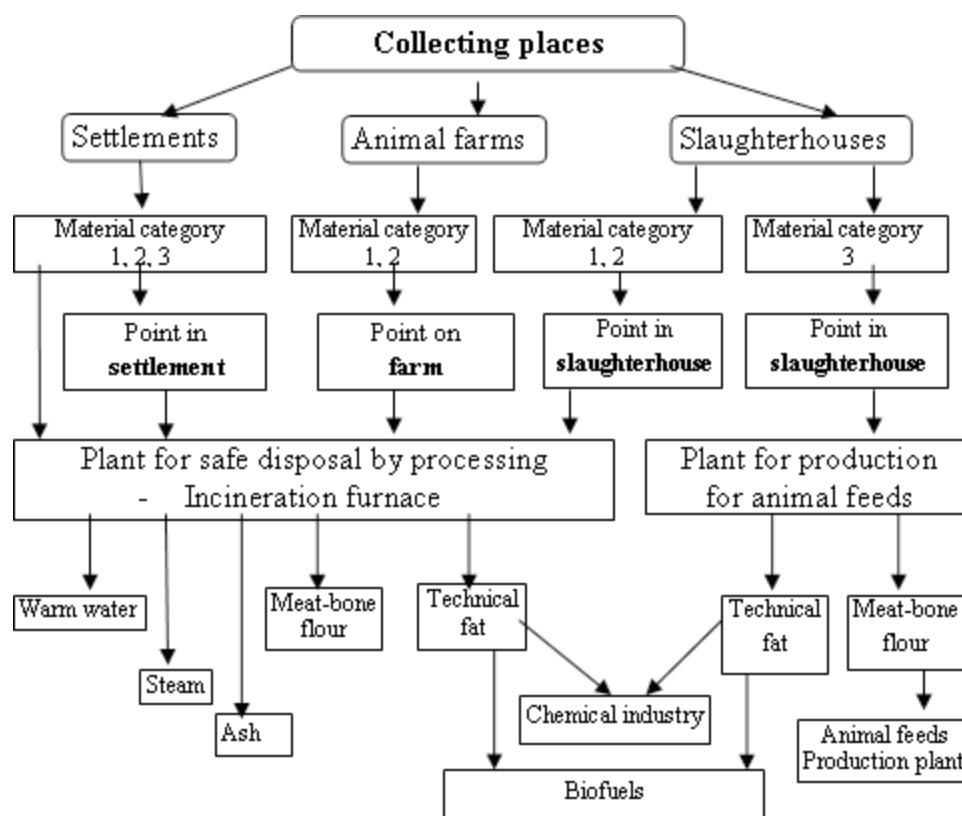 Collecting places
Settlements
Animal farms
Slaughterhouses
Material category
1, 2, 3
Material category
1, 2
Material category
1, 2
Material category
3
Point in
settlement
Point on
farm
Point in
slaughterhouse
Point in
slaughterhouse
Plant for safe disposal by processing
- Incineration furnace
Plant for production
for animal feeds
Warm water
Meat-bone
flour
Technical
fat
Technical
fat
Meat-bone
flour
Steam
Ash
Chemical industry
Animal feeds
Production plant
Biofuels